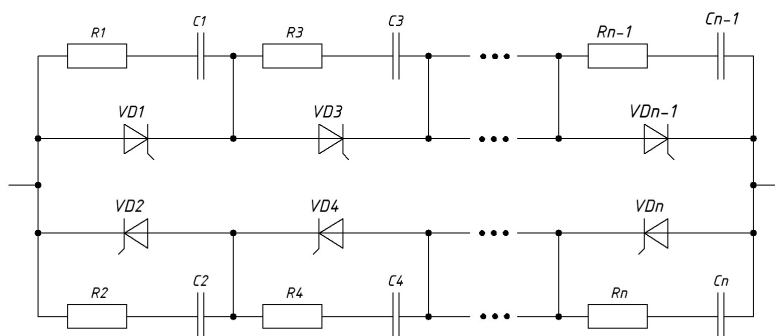 R1 C1 R3 C3 Rn-1 Cn-1
VD1 VD3 VDn-1
VD2 VD4 VDn
R2 C2 R4 C4 Rn Cn